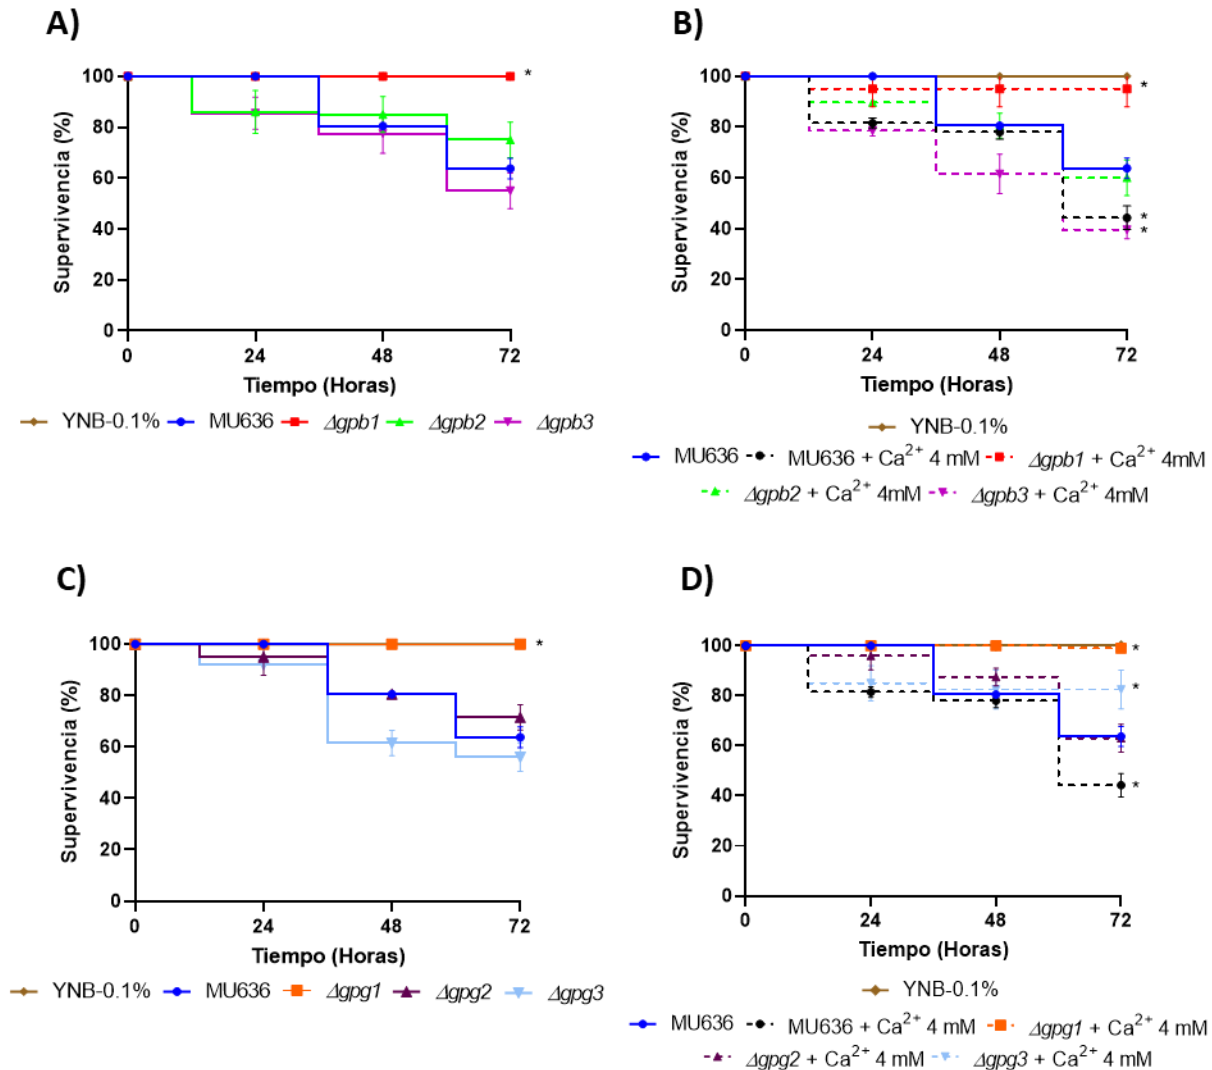 A)
B)
Supervivencia (%)
100
80
60
40
20
0
0 24 48 72
Tiempo (Horas)
*
YNB-0.1% MU636 Δgpb1 Δgpb2 Δgpb3
Supervivencia (%)
100
80
60
40
20
0
0 24 48 72
Tiempo (Horas)
*
*
*
YNB-0.1%
MU636 MU636 + Ca²⁺ 4 mM Δgpb1 + Ca²⁺ 4mM
Δgpb2 + Ca²⁺ 4mM Δgpb3 + Ca²⁺ 4mM
C)
D)
Supervivencia (%)
100
80
60
40
20
0
0 24 48 72
Tiempo (Horas)
*
YNB-0.1% MU636 Δgpg1 Δgpg2 Δgpg3
Supervivencia (%)
100
80
60
40
20
0
0 24 48 72
Tiempo (Horas)
*
*
*
YNB-0.1%
MU636 MU636 + Ca²⁺ 4 mM Δgpg1 + Ca²⁺ 4 mM
Δgpg2 + Ca²⁺ 4 mM Δgpg3 + Ca²⁺ 4 mM